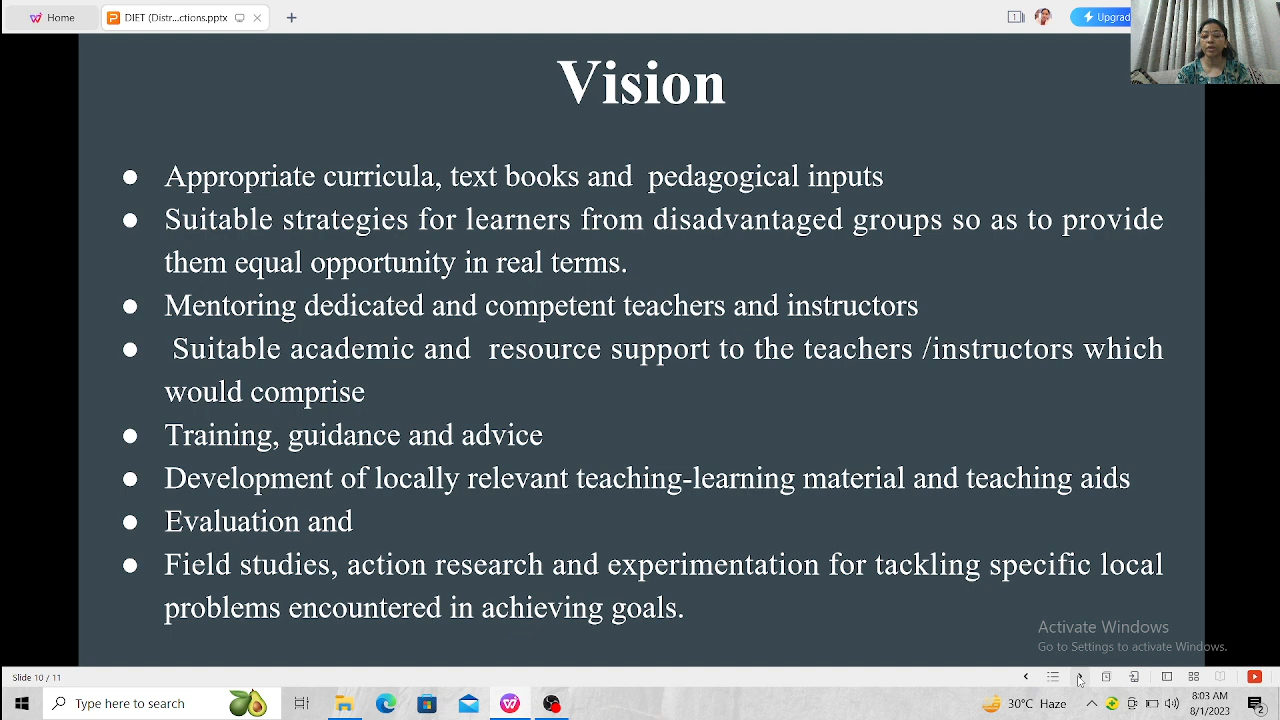 Home
DIET (Distr...ctions.pptx
1
Upgrad
Vision
Appropriate curricula, text books and pedagogical inputs
Suitable strategies for learners from disadvantaged groups so as to provide
them equal opportunity in real terms.
Mentoring dedicated and competent teachers and instructors
Suitable academic and resource support to the teachers /instructors which
would comprise
Training, guidance and advice
Development of locally relevant teaching-learning material and teaching aids
Evaluation and
Field studies, action research and experimentation for tackling specific local
problems encountered in achieving goals.
Activate Windows
Go to Settings to activate Windows.
Slide 10 / 11
Type here to search
30°C Haze
8:03 AM
8/1/2023
2